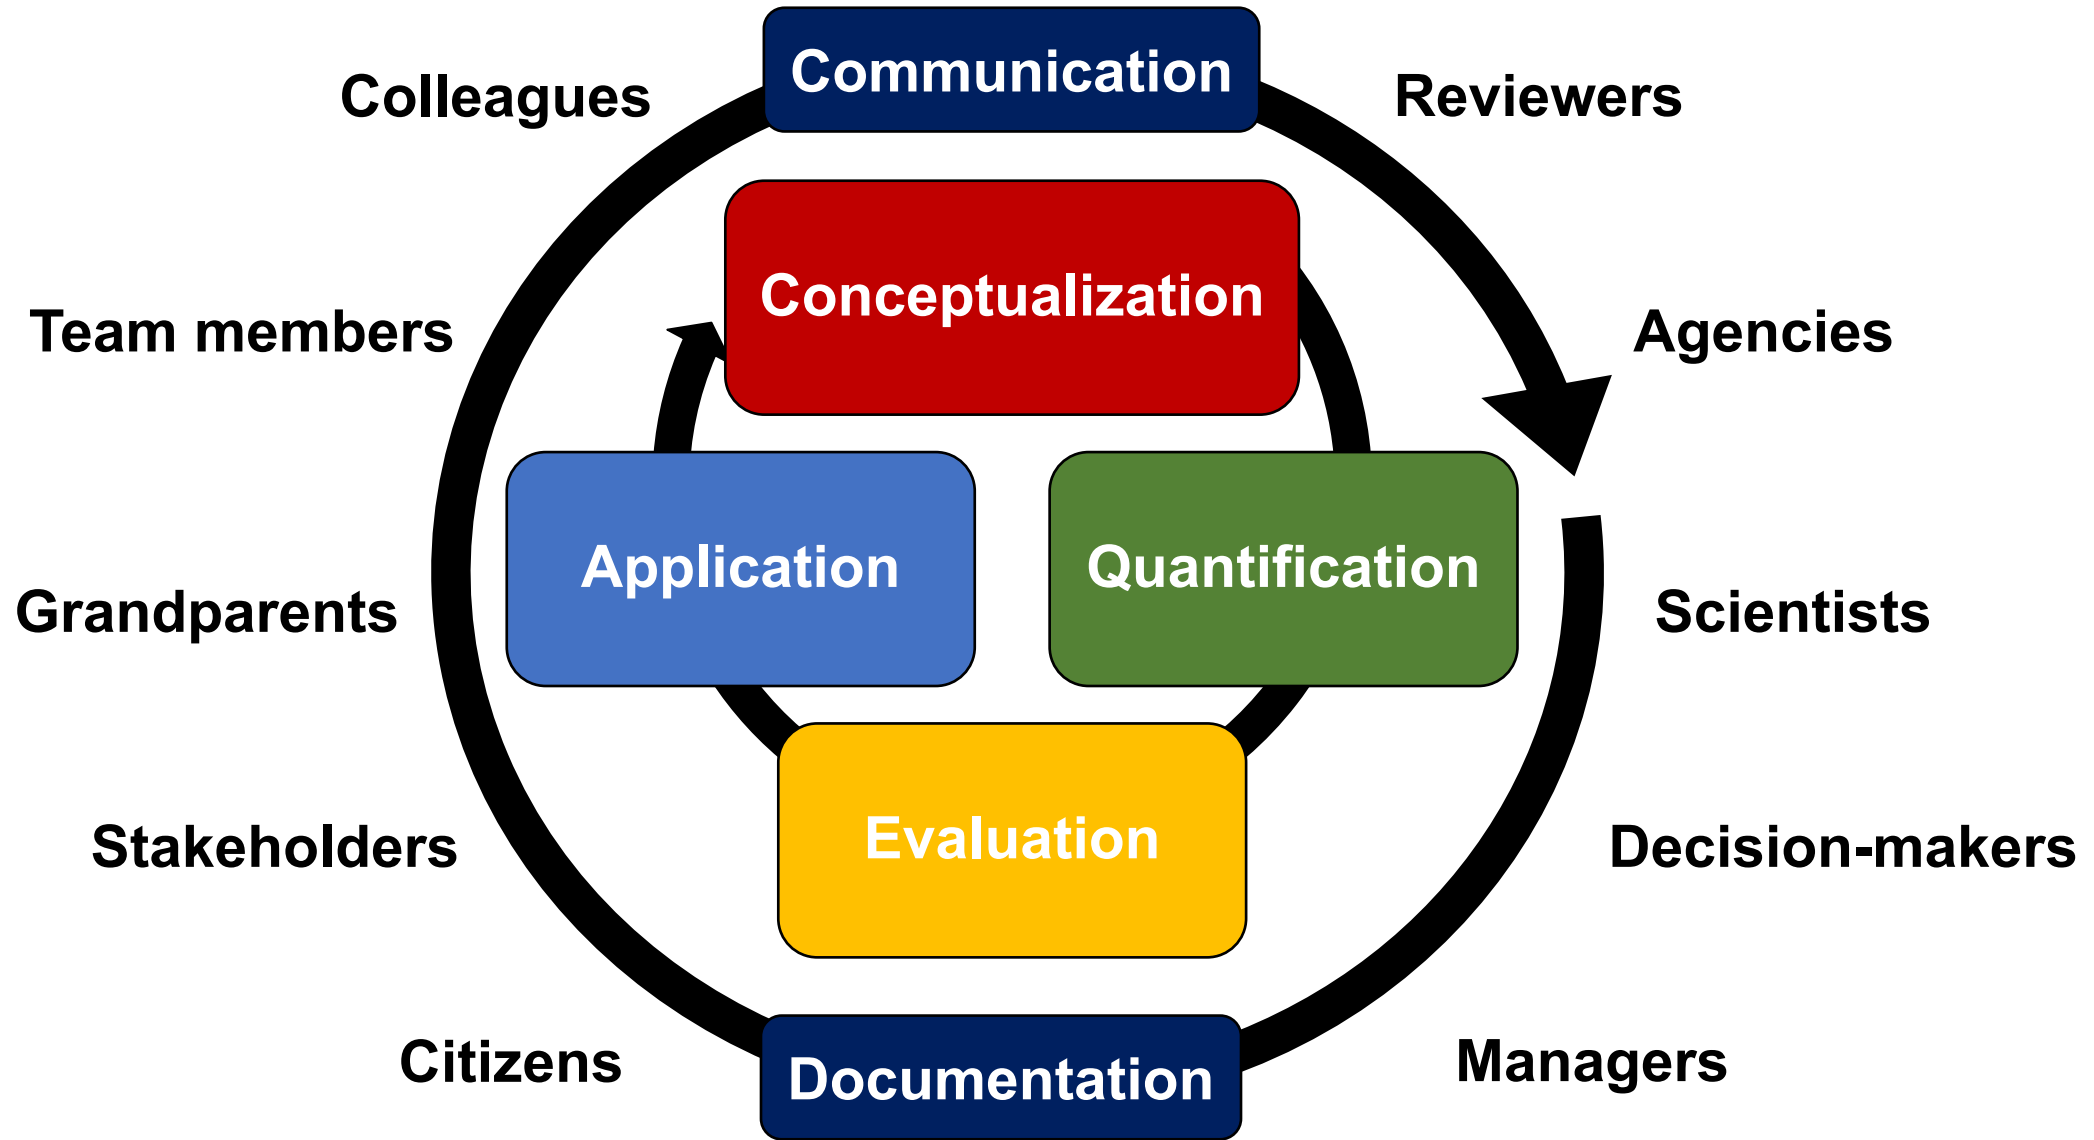 Communication
Colleagues
Reviewers
Conceptualization
Team members
Agencies
Application
Quantification
Grandparents
Scientists
Evaluation
Stakeholders
Decision-makers
Citizens
Managers
Documentation